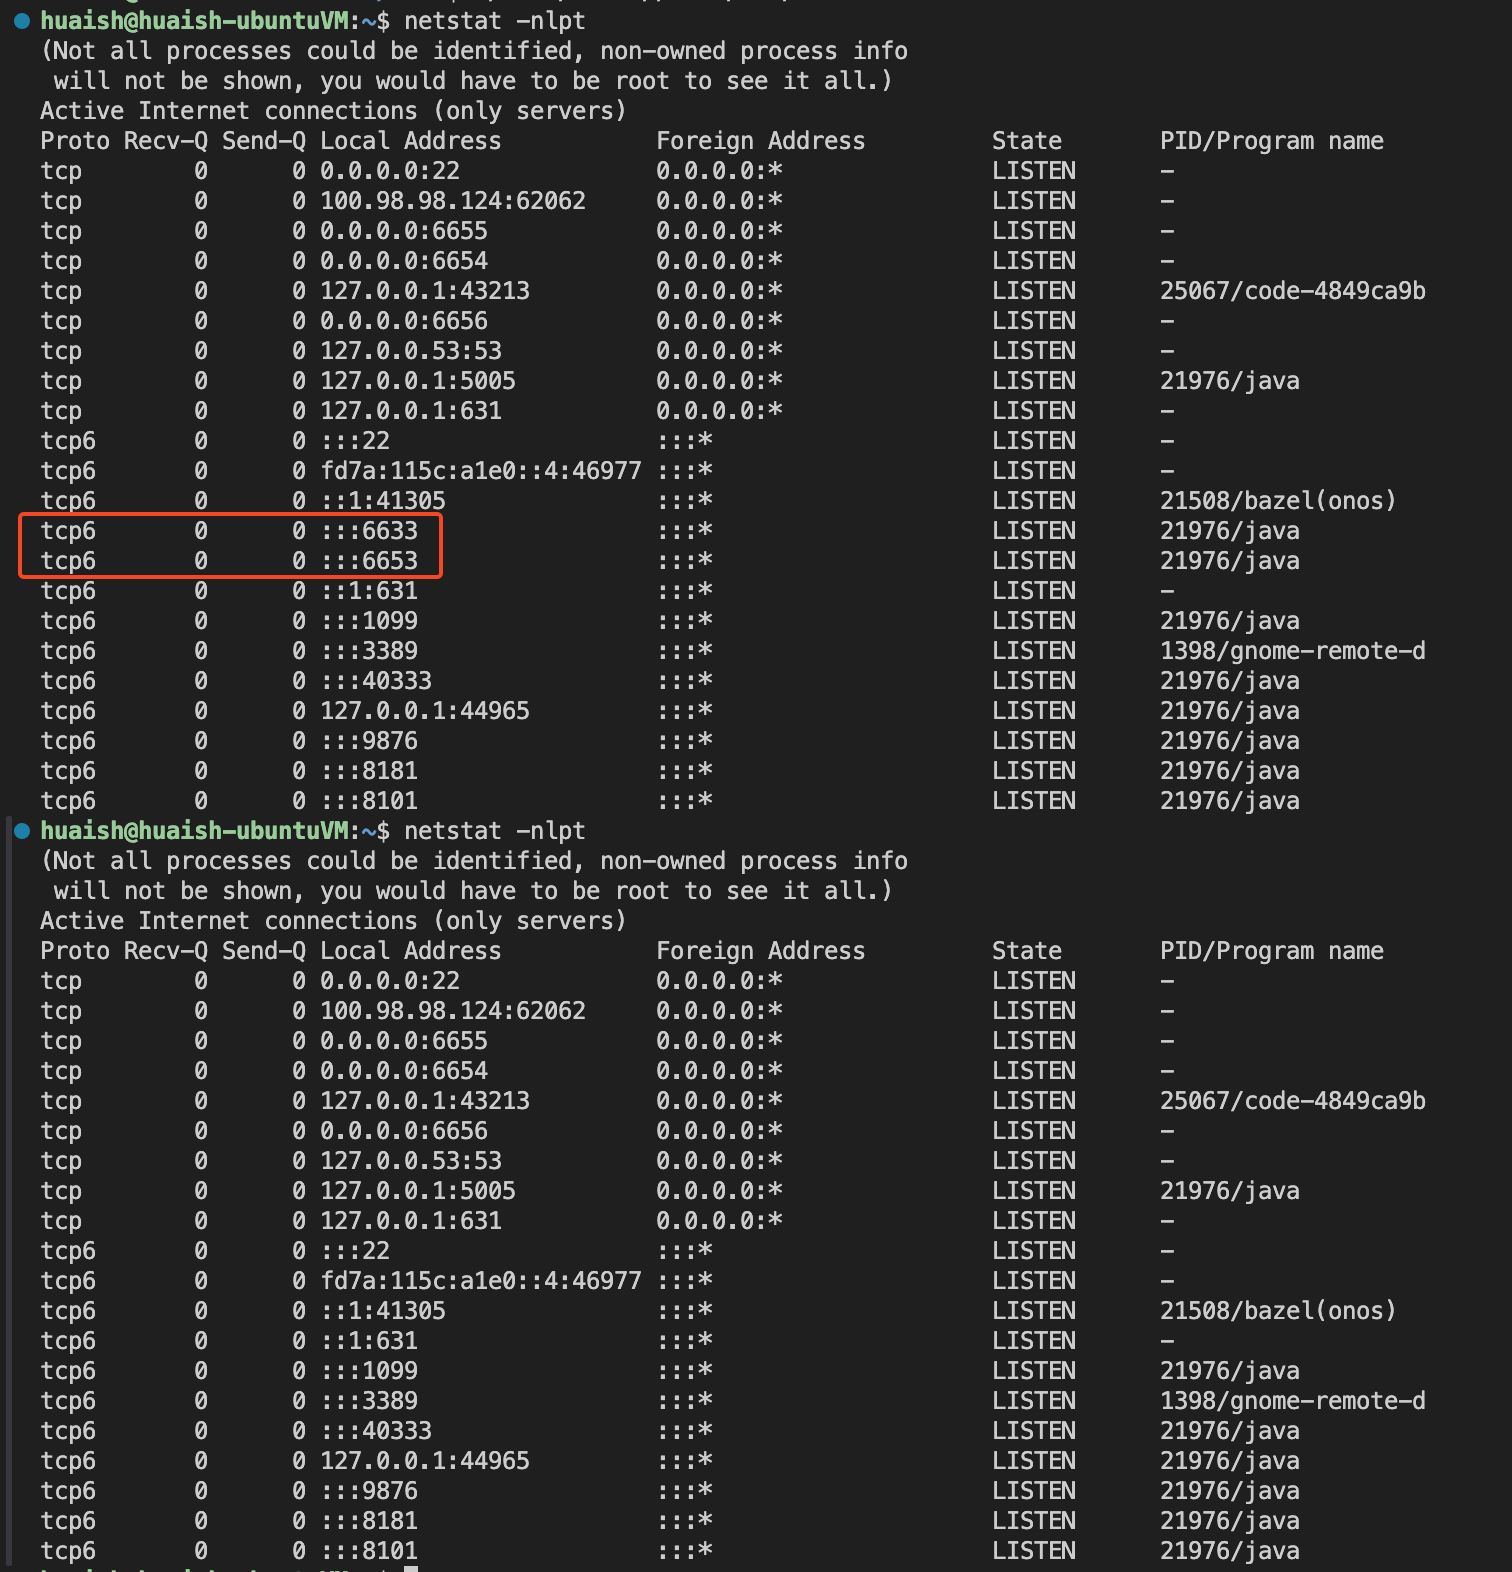 huaish@huaish-ubuntuVM:~$ netstat -nlpt
(Not all processes could be identified, non-owned process info
 will not be shown, you would have to be root to see it all.)
Active Internet connections (only servers)
Proto Recv-Q Send-Q Local Address           Foreign Address         State       PID/Program name
tcp        0      0 0.0.0.0:22              0.0.0.0:*               LISTEN      -
tcp        0      0 100.98.98.124:62062     0.0.0.0:*               LISTEN      -
tcp        0      0 0.0.0.0:6655            0.0.0.0:*               LISTEN      -
tcp        0      0 0.0.0.0:6654            0.0.0.0:*               LISTEN      -
tcp        0      0 127.0.0.1:43213         0.0.0.0:*               LISTEN      25067/code-4849ca9b
tcp        0      0 0.0.0.0:6656            0.0.0.0:*               LISTEN      -
tcp        0      0 127.0.0.53:53           0.0.0.0:*               LISTEN      -
tcp        0      0 127.0.0.1:5005          0.0.0.0:*               LISTEN      21976/java
tcp        0      0 127.0.0.1:631           0.0.0.0:*               LISTEN      -
tcp6       0      0 :::22                   :::*                    LISTEN      -
tcp6       0      0 fd7a:115c:a1e0::4:46977 :::*                    LISTEN      -
tcp6       0      0 ::1:41305               :::*                    LISTEN      21508/bazel(onos)
tcp6       0      0 :::6633                 :::*                    LISTEN      21976/java
tcp6       0      0 :::6653                 :::*                    LISTEN      21976/java
tcp6       0      0 ::1:631                 :::*                    LISTEN      -
tcp6       0      0 :::1099                 :::*                    LISTEN      21976/java
tcp6       0      0 :::3389                 :::*                    LISTEN      1398/gnome-remote-d
tcp6       0      0 :::40333                :::*                    LISTEN      21976/java
tcp6       0      0 127.0.0.1:44965         :::*                    LISTEN      21976/java
tcp6       0      0 :::9876                 :::*                    LISTEN      21976/java
tcp6       0      0 :::8181                 :::*                    LISTEN      21976/java
tcp6       0      0 :::8101                 :::*                    LISTEN      21976/java
huaish@huaish-ubuntuVM:~$ netstat -nlpt
(Not all processes could be identified, non-owned process info
 will not be shown, you would have to be root to see it all.)
Active Internet connections (only servers)
Proto Recv-Q Send-Q Local Address           Foreign Address         State       PID/Program name
tcp        0      0 0.0.0.0:22              0.0.0.0:*               LISTEN      -
tcp        0      0 100.98.98.124:62062     0.0.0.0:*               LISTEN      -
tcp        0      0 0.0.0.0:6655            0.0.0.0:*               LISTEN      -
tcp        0      0 0.0.0.0:6654            0.0.0.0:*               LISTEN      -
tcp        0      0 127.0.0.1:43213         0.0.0.0:*               LISTEN      25067/code-4849ca9b
tcp        0      0 0.0.0.0:6656            0.0.0.0:*               LISTEN      -
tcp        0      0 127.0.0.53:53           0.0.0.0:*               LISTEN      -
tcp        0      0 127.0.0.1:5005          0.0.0.0:*               LISTEN      21976/java
tcp        0      0 127.0.0.1:631           0.0.0.0:*               LISTEN      -
tcp6       0      0 :::22                   :::*                    LISTEN      -
tcp6       0      0 fd7a:115c:a1e0::4:46977 :::*                    LISTEN      -
tcp6       0      0 ::1:41305               :::*                    LISTEN      21508/bazel(onos)
tcp6       0      0 ::1:631                 :::*                    LISTEN      -
tcp6       0      0 :::1099                 :::*                    LISTEN      21976/java
tcp6       0      0 :::3389                 :::*                    LISTEN      1398/gnome-remote-d
tcp6       0      0 :::40333                :::*                    LISTEN      21976/java
tcp6       0      0 127.0.0.1:44965         :::*                    LISTEN      21976/java
tcp6       0      0 :::9876                 :::*                    LISTEN      21976/java
tcp6       0      0 :::8181                 :::*                    LISTEN      21976/java
tcp6       0      0 :::8101                 :::*                    LISTEN      21976/java